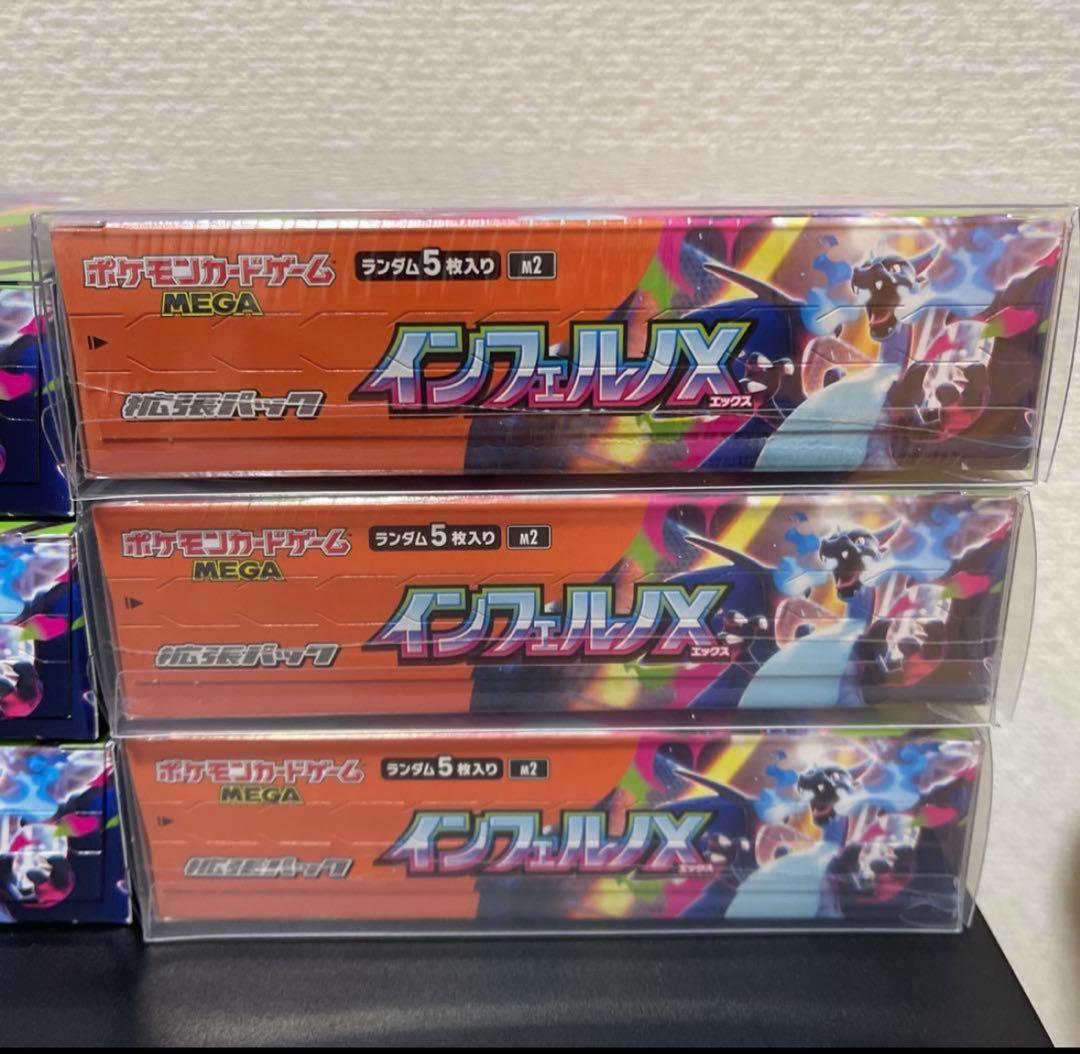 ポケモンカードゲーム
MEGA
ランダム5枚入り
M2
インフェルノX
エックス
拡張パック
ポケモンカードゲーム
MEGA
ランダム5枚入り
M2
インフェルノX
エックス
拡張パック
ポケモンカードゲーム
MEGA
ランダム5枚入り
M2
インフェルノX
エックス
拡張パック